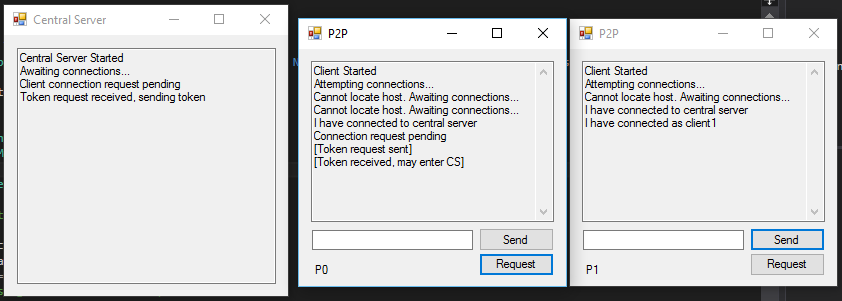 Central Server
Central Server Started
Awaiting connections...
Client connection request pending
Token request received, sending token
P2P
Client Started
Attempting connections...
Cannot locate host. Awaiting connections...
Cannot locate host. Awaiting connections...
I have connected to central server
Connection request pending
[Token request sent]
[Token received, may enter CS]
Send
P0
Request
P2P
Client Started
Attempting connections...
Cannot locate host. Awaiting connections...
I have connected to central server
I have connected as client1
Send
P1
Request